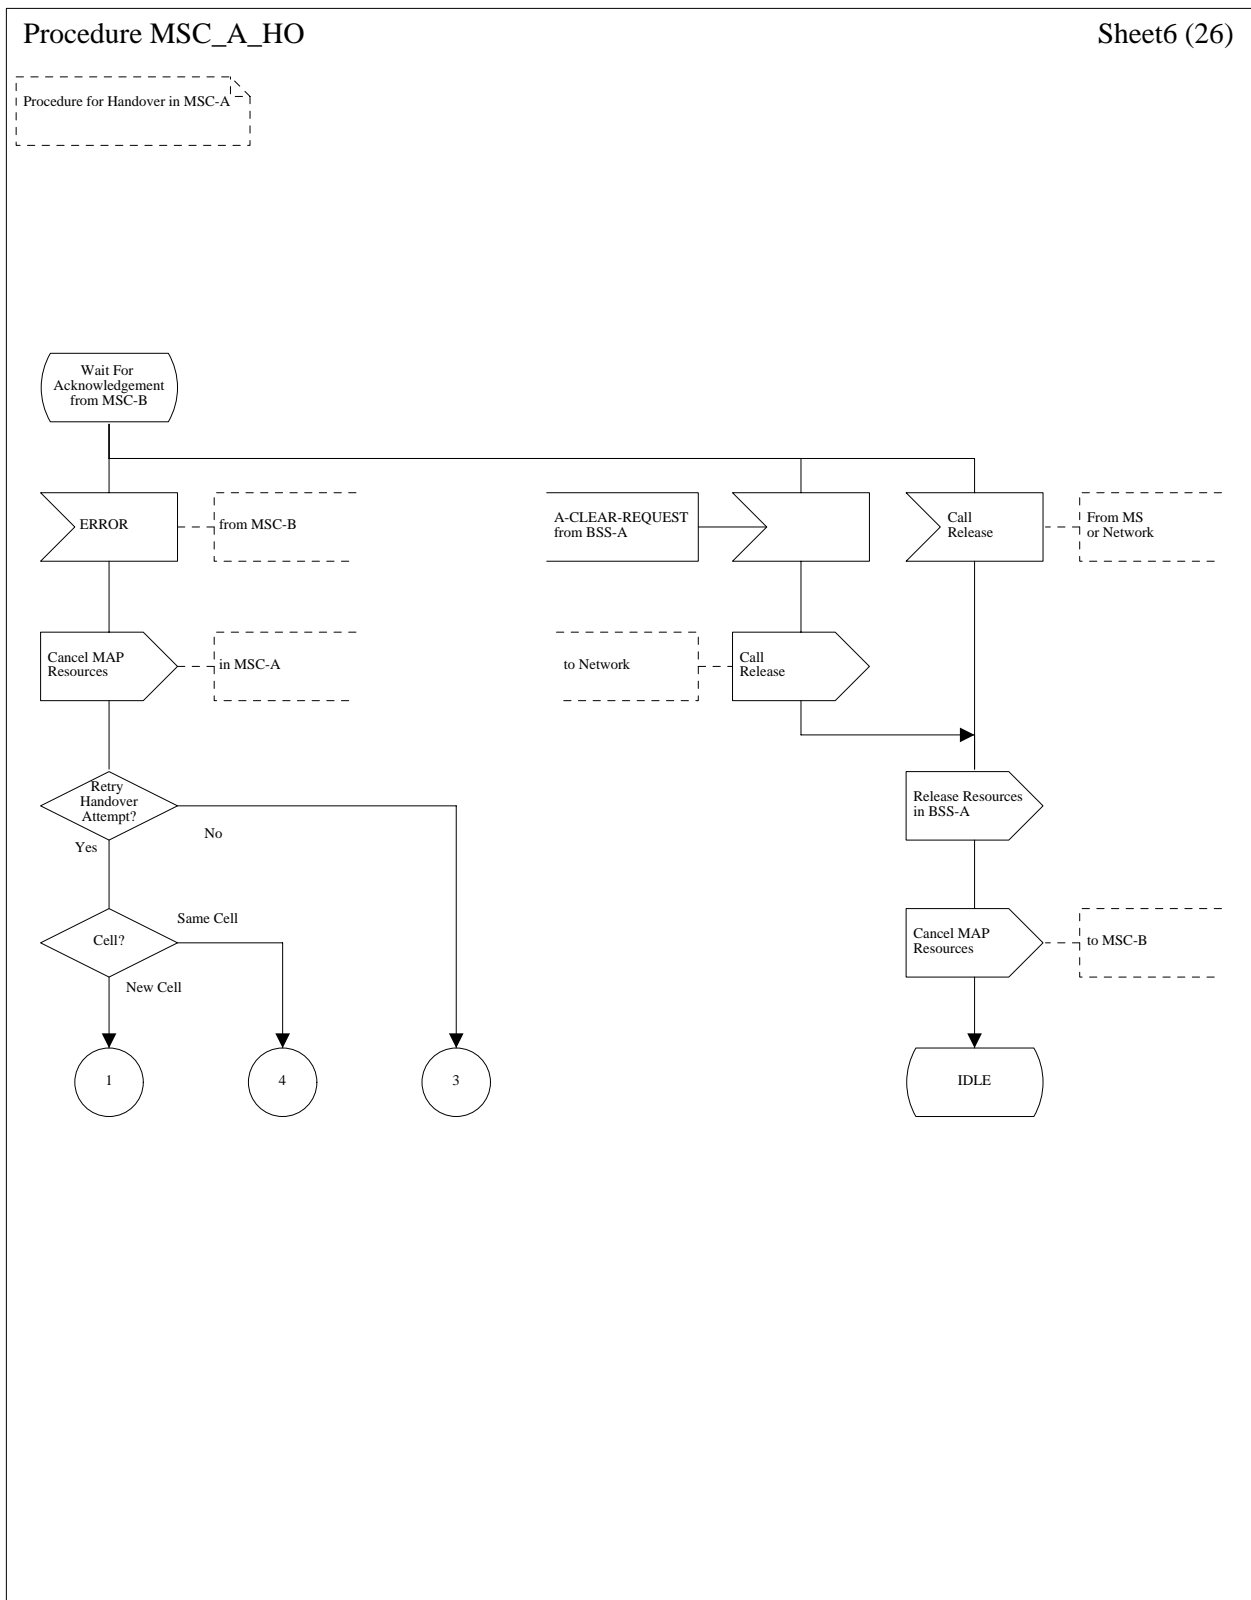 Procedure MSC_A_HO
Sheet6 (26)
Procedure for Handover in MSC-A
Wait For
Acknowledgement
from MSC-B
ERROR
from MSC-B
A-CLEAR-REQUEST
from BSS-A
Call
Release
From MS
or Network
Cancel MAP
Resources
in MSC-A
to Network
Call
Release
Retry
Handover
Attempt?
No
Yes
Release Resources
in BSS-A
Same Cell
Cell?
New Cell
Cancel MAP
Resources
to MSC-B
1
4
3
IDLE